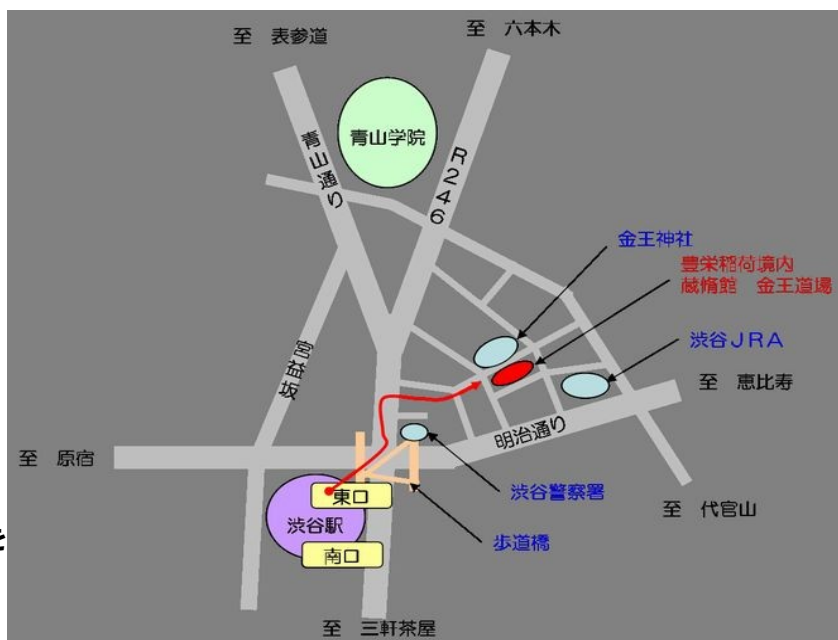 至 表参道
至 六本木
青山学院
青山通り
R246
金王神社
豊栄稲荷境内
蔵脩館 金王道場
渋谷JRA
至 恵比寿
宮益坂
明治通り
至 原宿
東口
渋谷警察署
至 代官山
渋谷駅
歩道橋
南口
至 三軒茶屋